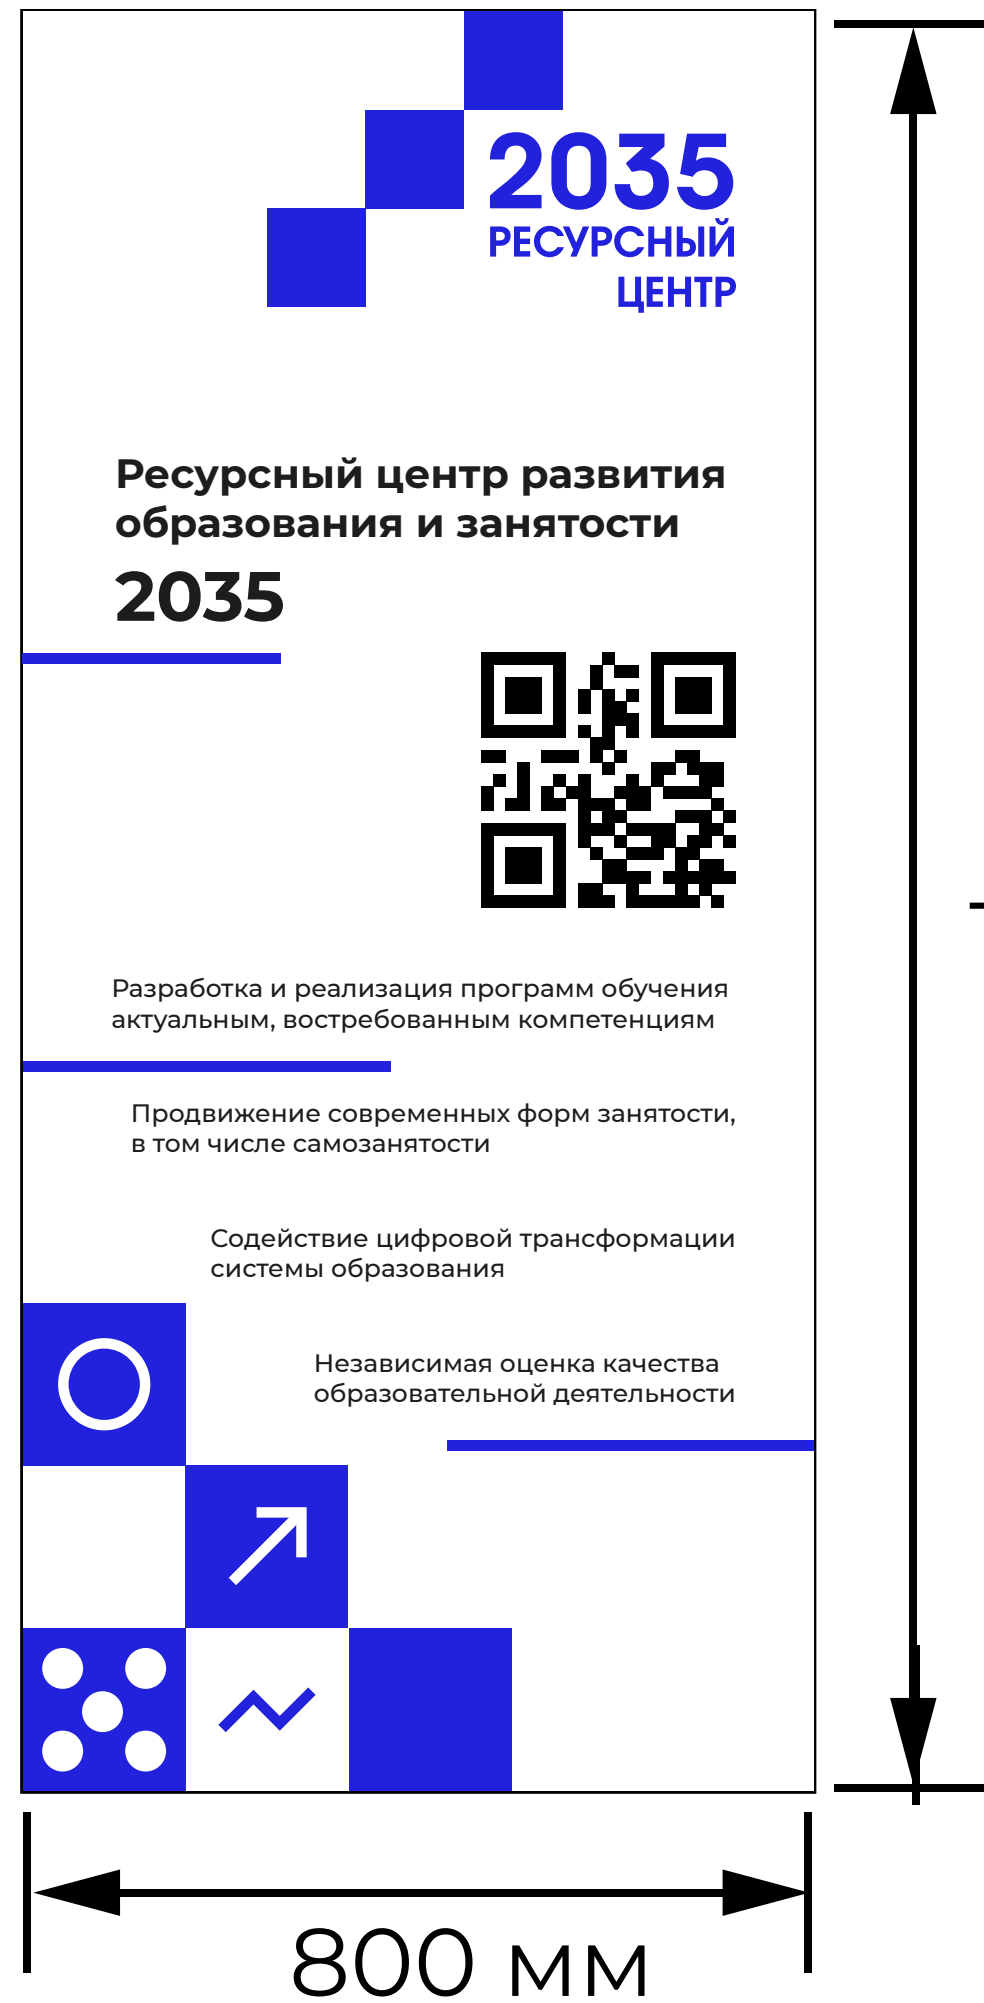 2035
РЕСУРСНЫЙ
ЦЕНТР
Ресурсный центр развития
образования и занятости
2035
Разработка и реализация программ обучения
актуальным, востребованным компетенциям
Продвижение современных форм занятости,
в том числе самозанятости
Содействие цифровой трансформации
системы образования
Независимая оценка качества
образовательной деятельности
800 мм